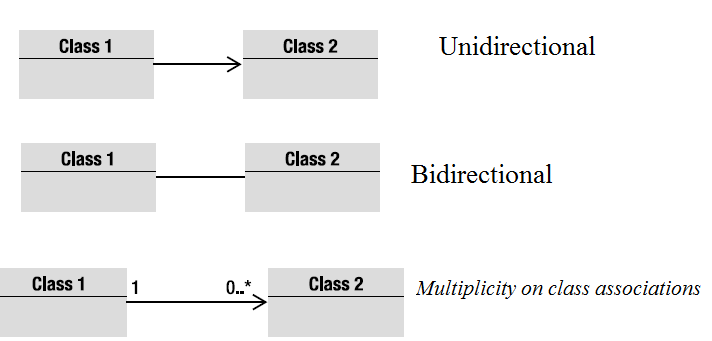 Class 1
Class 2
Unidirectional
Class 1
Class 2
Bidirectional
Class 1
1
0..*
Class 2
Multiplicity on class associations